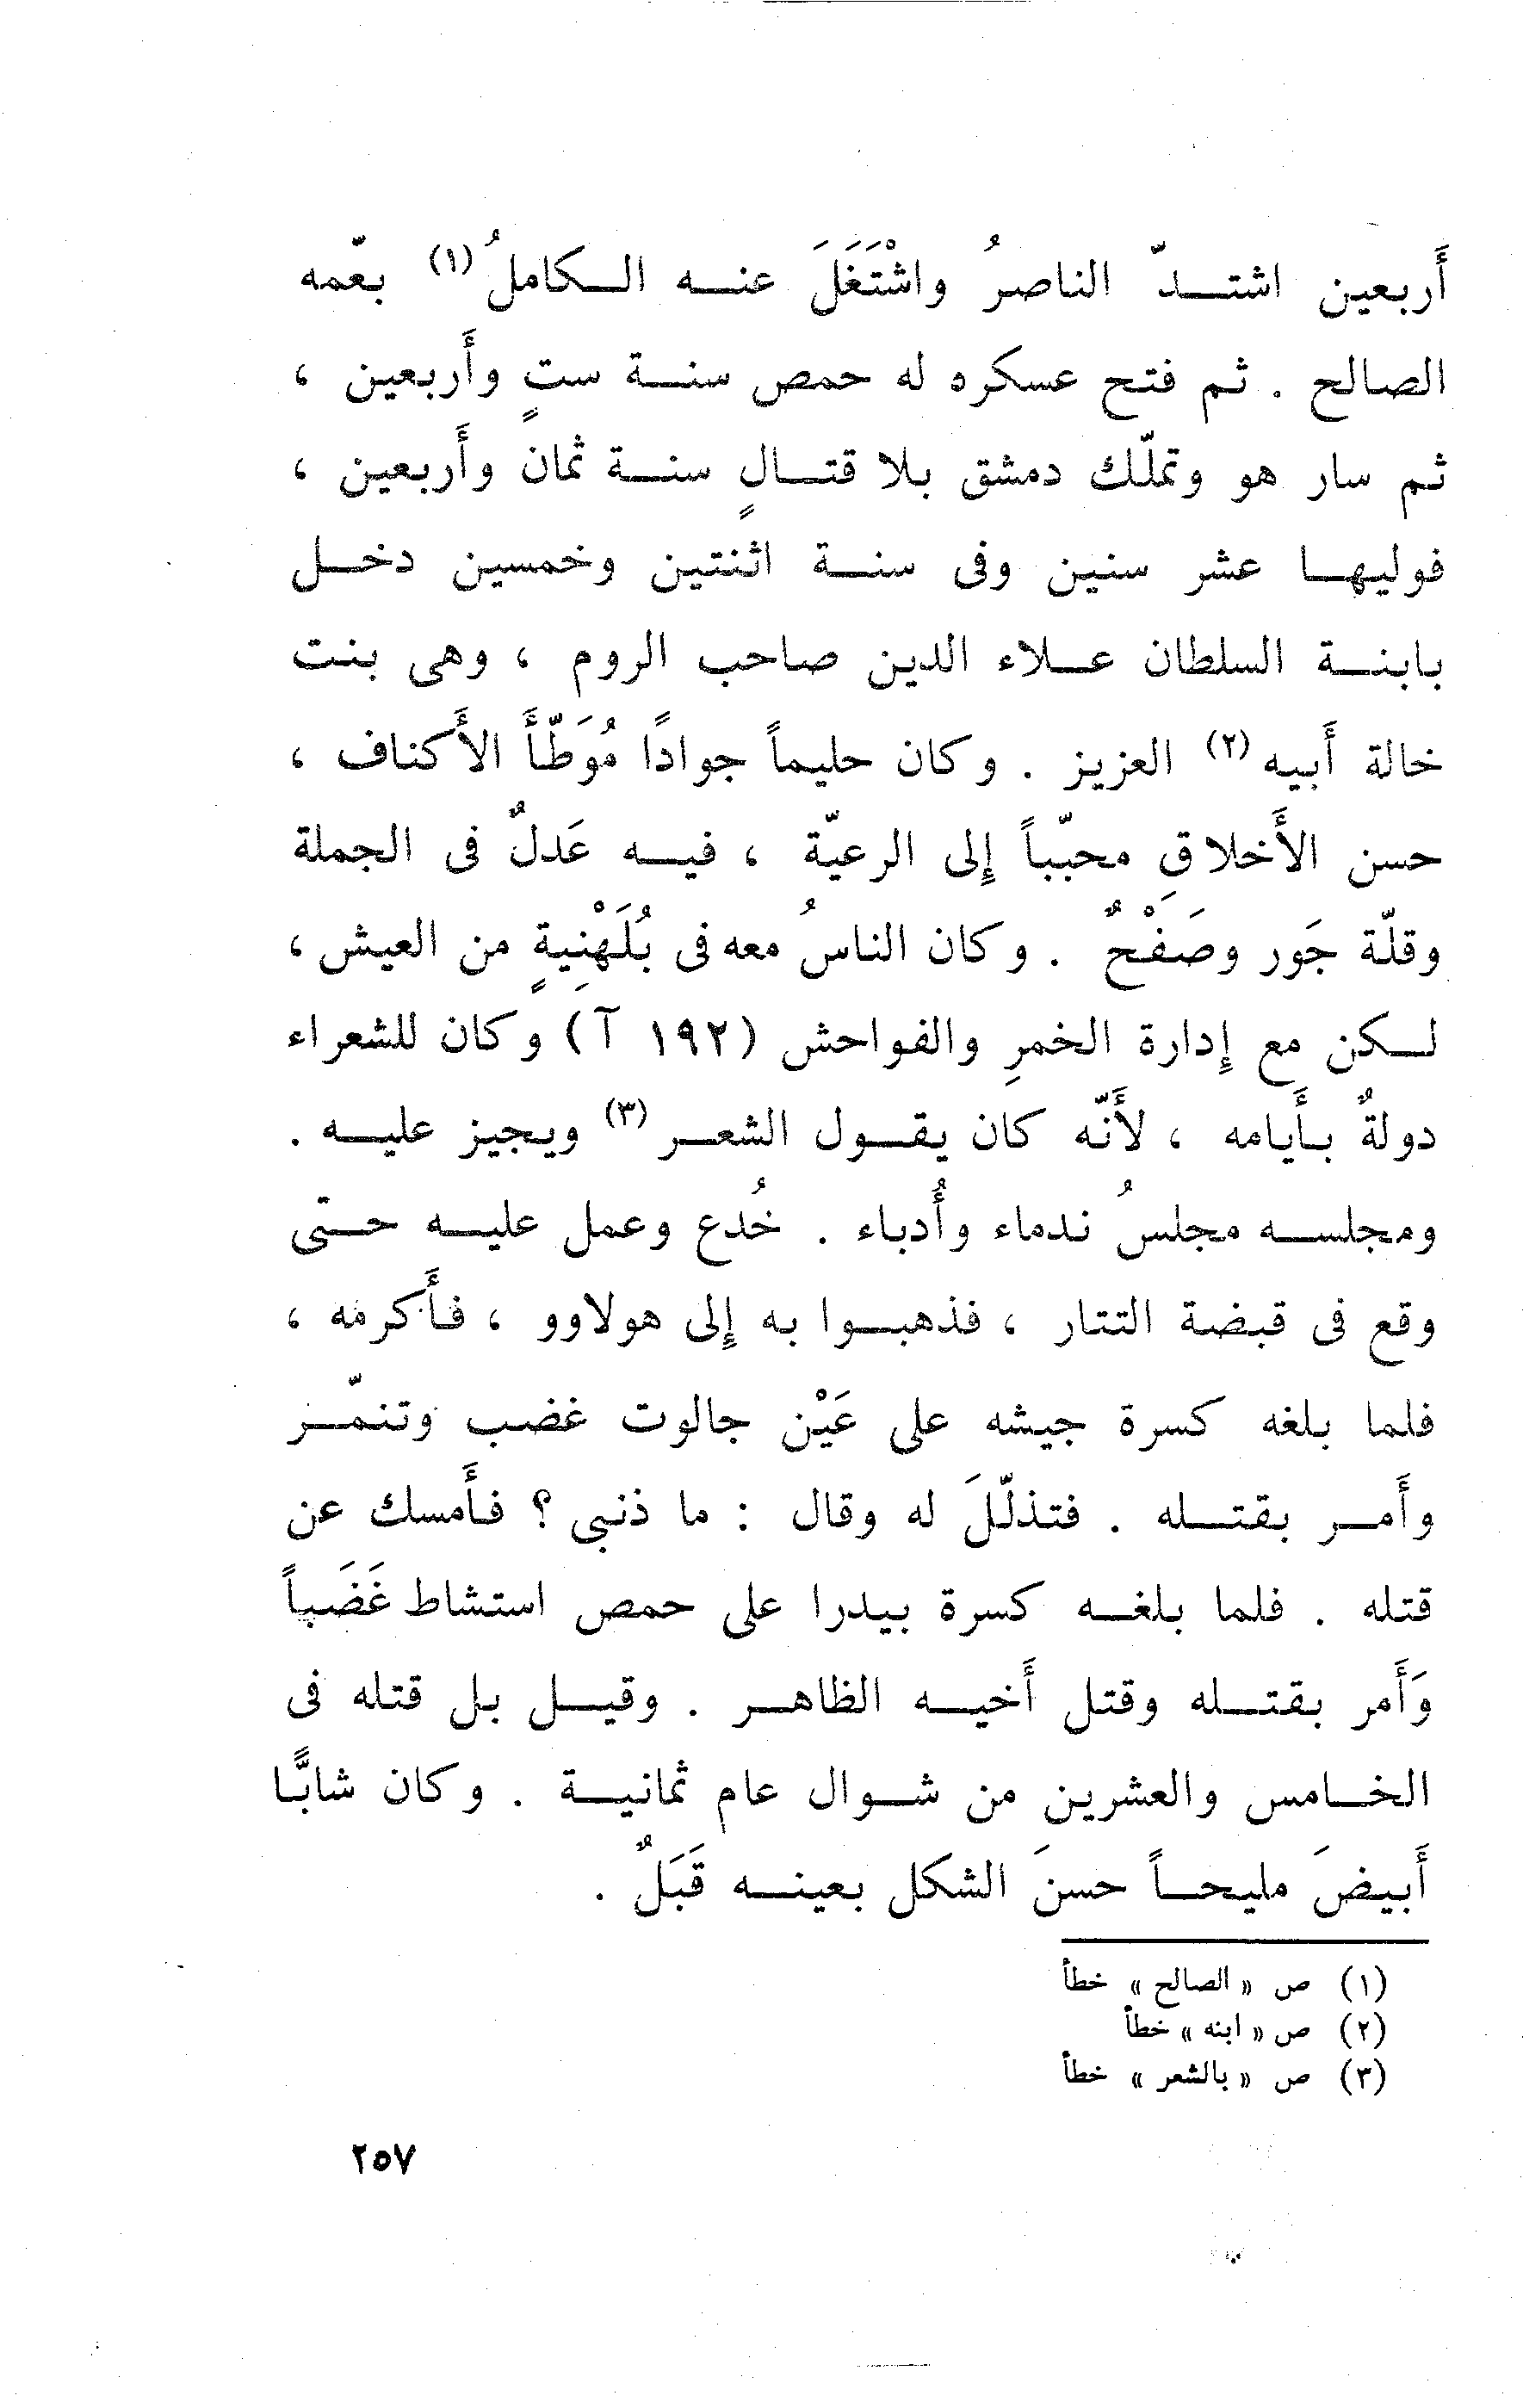 أَربعين اشتدّ الناصرُ واشْتَغَلَ عنه الكاملُ (١) بعّمه
الصالح . ثم فتح عسكره له حمص سنة ستٍ وأَربعين ،
ثم سار هو وتملّك دمشق بلا قتالٍ سنة ثمان وأَربعين ،
فوليها عشر سنين وفى سنة اثنتين وخمسين دخل
بابنة السلطان علاء الدين صاحب الروم ، وهى بنت
خالة أَبيه (٢) العزيز . وكان حليماً جوادًا مُوَطّأَ الأَكناف ،
حسن الأَخلاقِ محبّباً إِلى الرعيّة ، فيه عَدلٌ فى الجملة
وقلّة جَور وصَفْحٌ . وكان الناسُ معه فى بُلَهْنِيةٍ من العيش ،
لكن مع إِدارة الخمرِ والفواحش (١٩٢ آ) وكان للشعراء
دولةٌ بأَيامه ، لأَنّه كان يقول الشعر (٣) ويجيز عليه .
ومجلسه مجلسُ ندماء وأُدباء . خُدع وعمل عليه حتى
وقع فى قبضة التتار ، فذهبوا به إِلى هولاوو ، فأَكرمه ،
فلما بلغه كسرة جيشه على عَيْن جالوت غضب وتنمّر
وأَمر بقتله . فتذلّلَ له وقال : ما ذنبى ؟ فأَمسك عن
قتله . فلما بلغه كسرة بيدرا على حمص استشاط غَضَباً
وَأَمر بقتله وقتل أَخيه الظاهر . وقيل بل قتله فى
الخامس والعشرين من شوال عام ثمانية . وكان شابًّا
أَبيضَ مليحاً حسنَ الشكل بعينه قَبَلٌ .
(١) ص « الصالح » خطأ
(٢) ص « ابنه » خطأ
(٣) ص « بالشعر » خطأ
٢٥٧